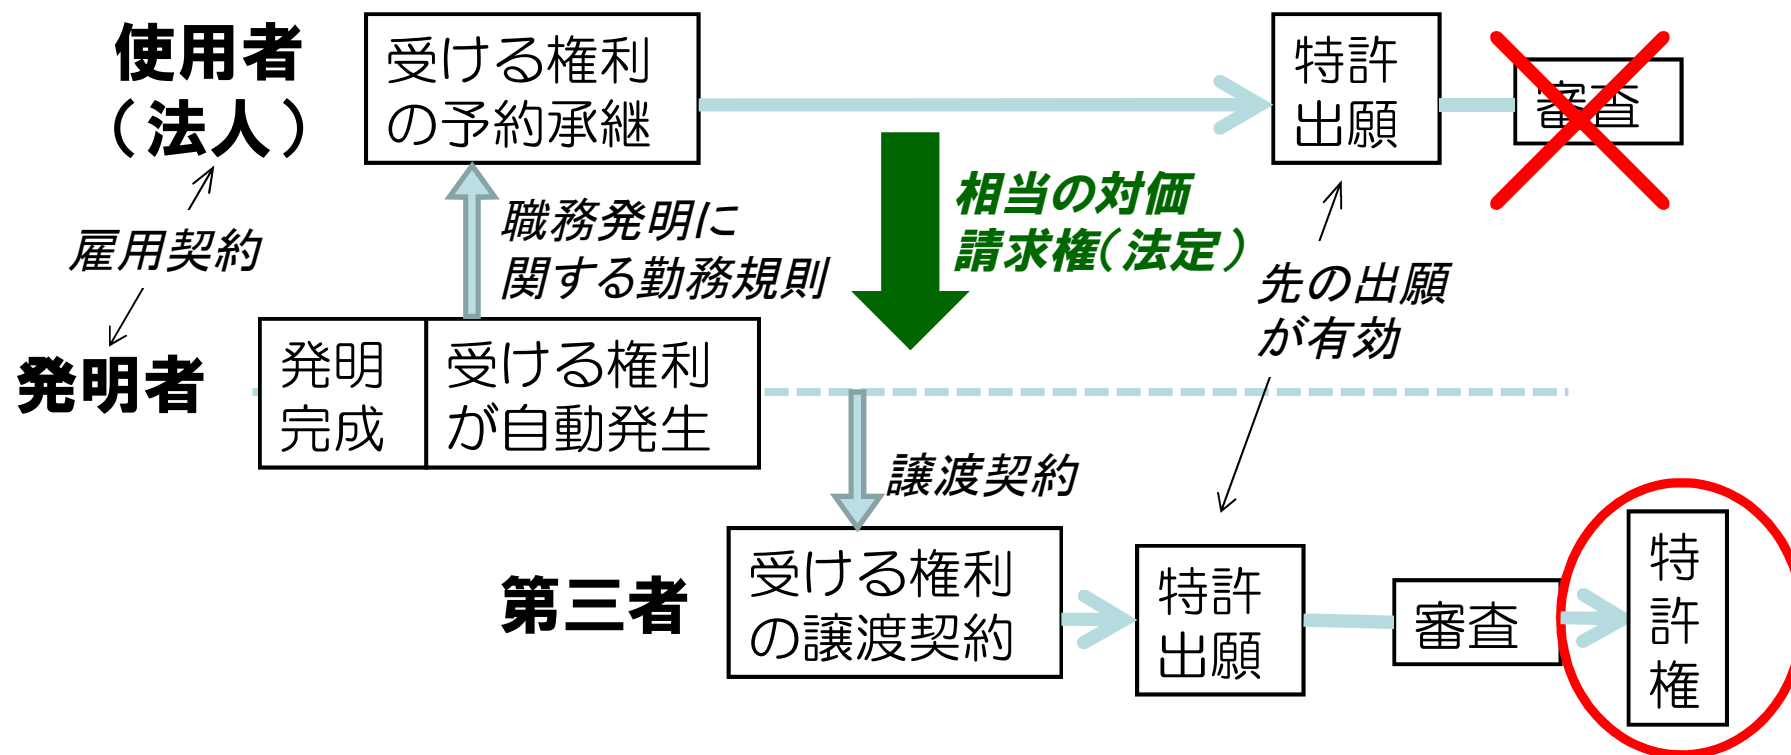 使用者
（法人）
受ける権利
の予約承継
特許
出願
審査
相当の対価
請求権（法定）
職務発明に
関する勤務規則
雇用契約
先の出願
が有効
発明者
発明
完成
受ける権利
が自動発生
譲渡契約
第三者
受ける権利
の譲渡契約
特許
出願
審査
特
許
権